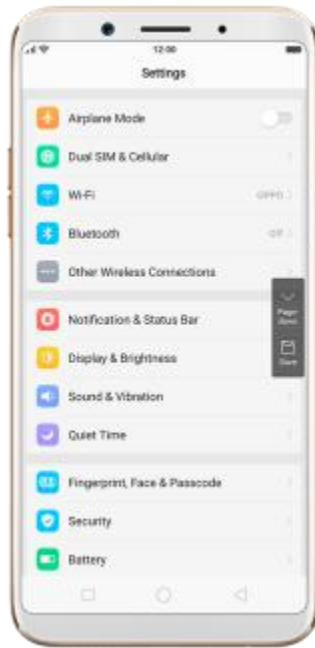 12:00
Settings
Airplane Mode
Dual SIM & Cellular
Wi-Fi
OPPO
Bluetooth
Off
Other Wireless Connections
Page
down
Notification & Status Bar
Save
Display & Brightness
Sound & Vibration
Quiet Time
Fingerprint, Face & Passcode
Security
Battery